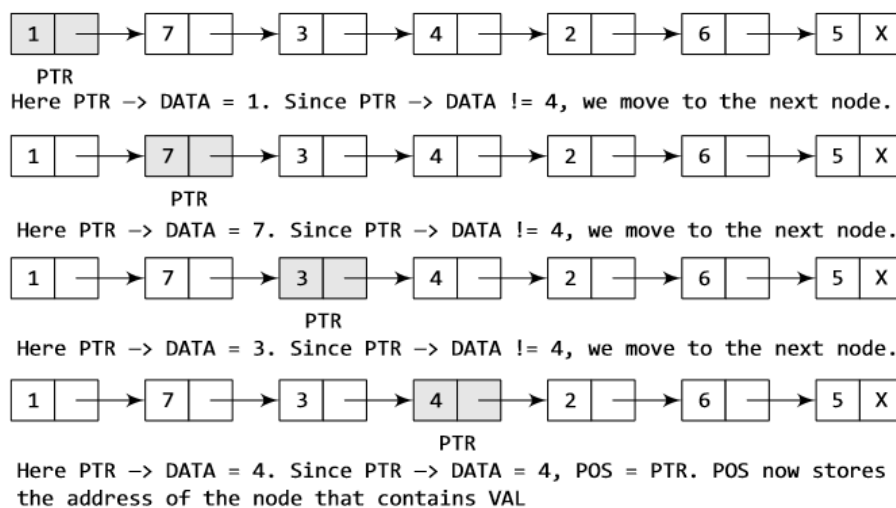 1 7 3 4 2 6 5 X
PTR
Here PTR —> DATA = 1. Since PTR —> DATA != 4, we move to the next node.
1 7 3 4 2 6 5 X
PTR
Here PTR —> DATA = 7. Since PTR —> DATA != 4, we move to the next node.
1 7 3 4 2 6 5 X
PTR
Here PTR —> DATA = 3. Since PTR —> DATA != 4, we move to the next node.
1 7 3 4 2 6 5 X
PTR
Here PTR —> DATA = 4. Since PTR —> DATA = 4, POS = PTR. POS now stores
the address of the node that contains VAL